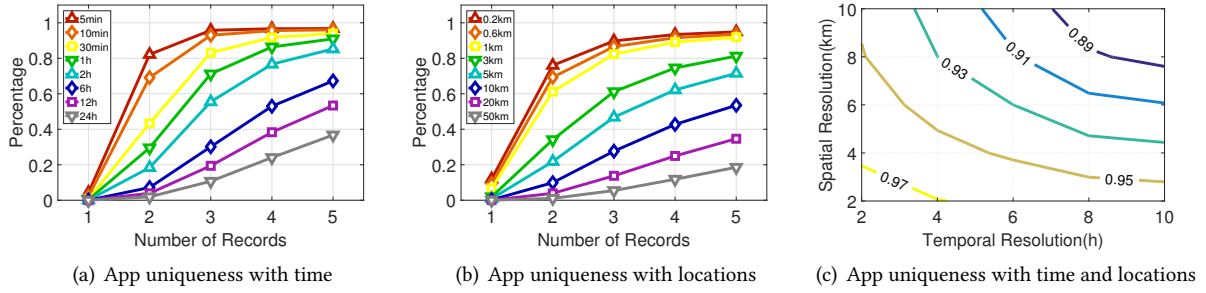 Percentage
1
0.8
0.6
0.4
0.2
0
5min
10min
30min
1h
2h
6h
12h
24h
1 2 3 4 5
Number of Records
(a) App uniqueness with time
Percentage
1
0.8
0.6
0.4
0.2
0
0.2km
0.6km
1km
3km
5km
10km
20km
50km
1 2 3 4 5
Number of Records
(b) App uniqueness with locations
Spatial Resolution(km)
10
8
6
4
2
0.89
0.91
0.93
0.95
0.97
2 4 6 8 10
Temporal Resolution(h)
(c) App uniqueness with time and locations